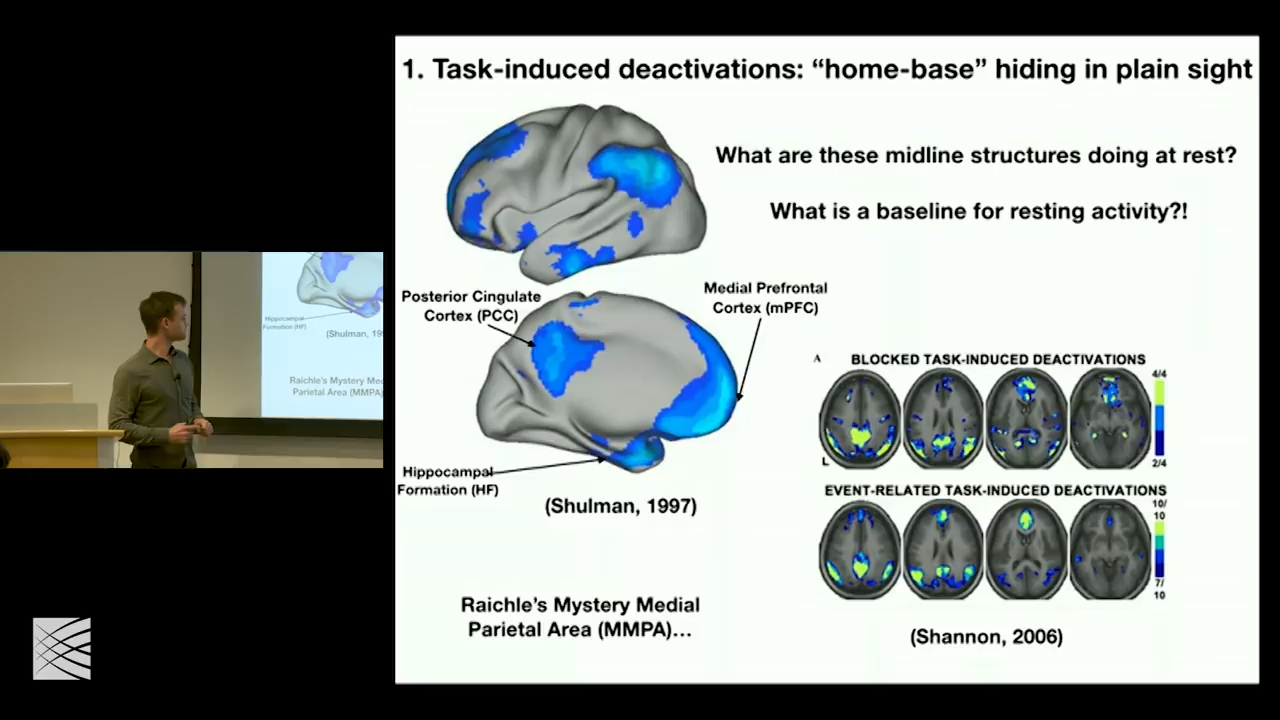 1. Task-induced deactivations: “home-base” hiding in plain sight
What are these midline structures doing at rest?
What is a baseline for resting activity?!
Posterior Cingulate
Cortex (PCC)
Medial Prefrontal
Cortex (mPFC)
Hippocampal
Formation (HF)
(Shulman, 1997)
Raichle’s Mystery Medial
Parietal Area (MMPA)…
A
BLOCKED TASK-INDUCED DEACTIVATIONS
4/4
L
2/4
EVENT-RELATED TASK-INDUCED DEACTIVATIONS
10/
10
7/
10
(Shannon, 2006)
Hippocampal
Formation (HF)
(Shulman, 199
Raichle's Mystery Med
Parietal Area (MMPA)